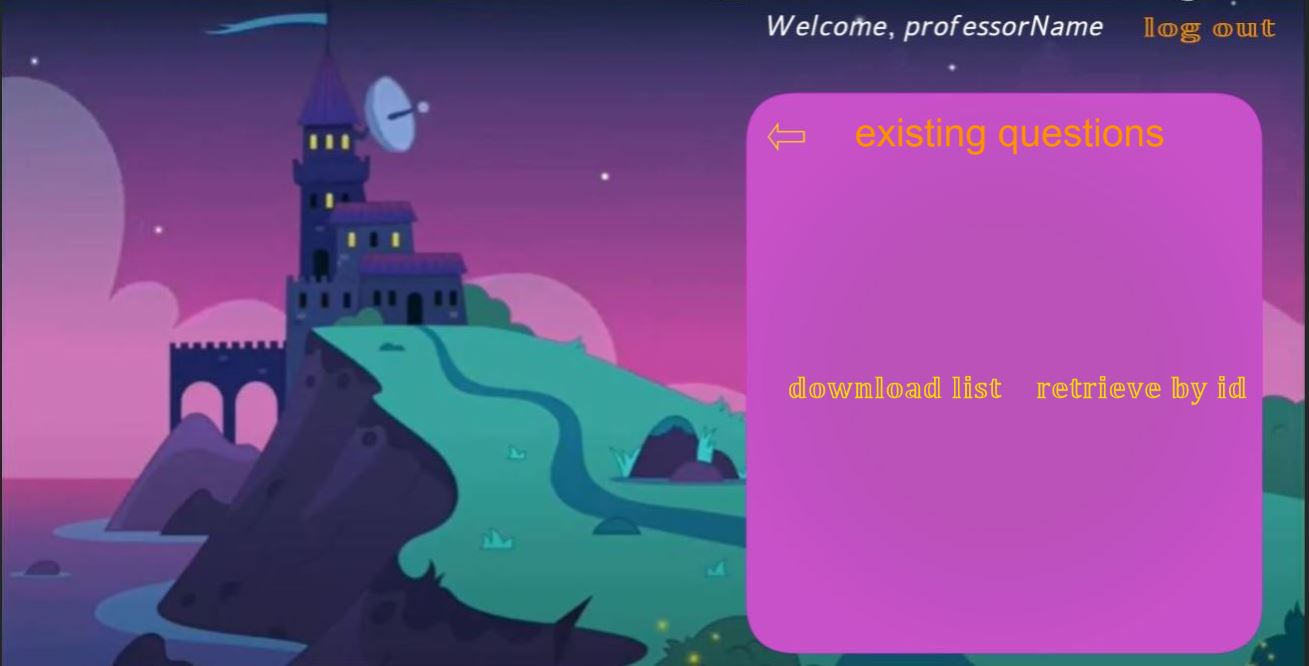 Welcome, professorName log out
⇦ existing questions
download list retrieve by id